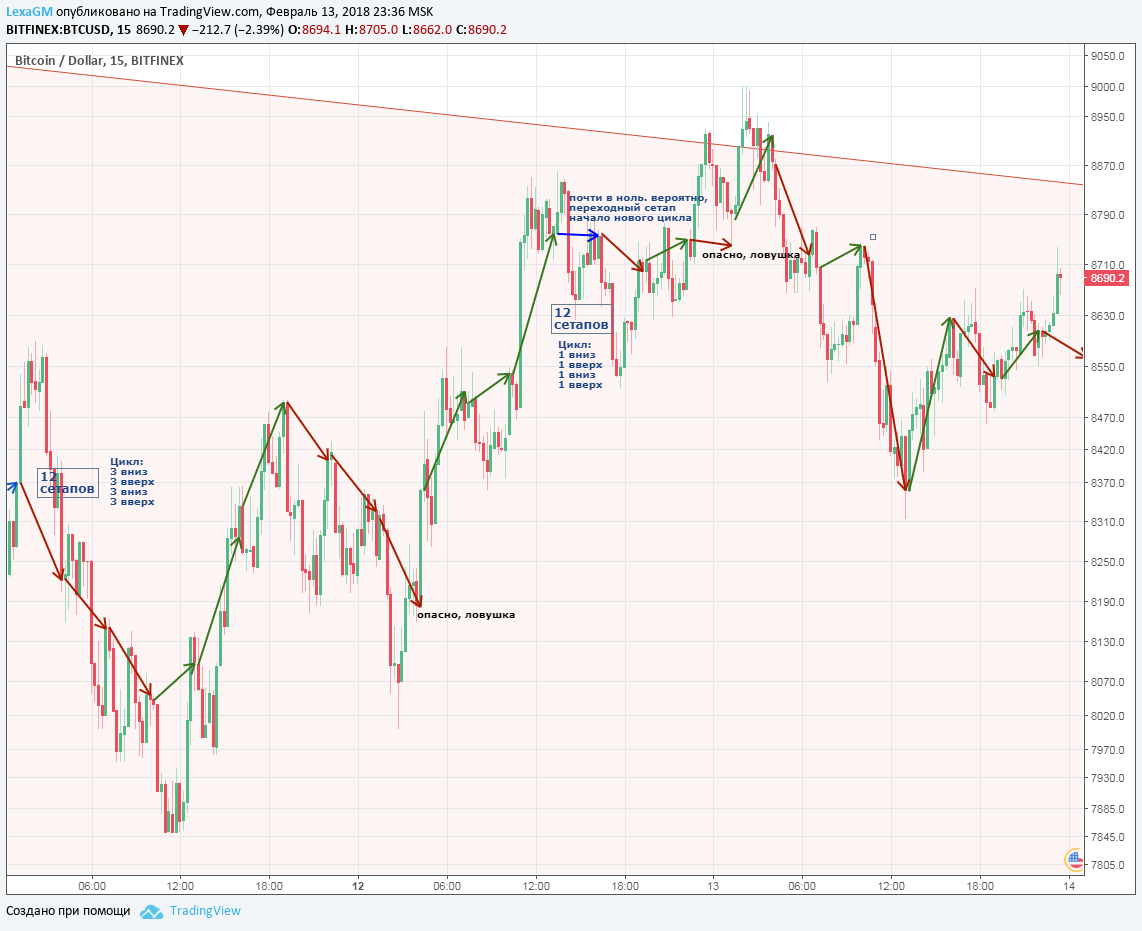 LexaGM опубликовано на TradingView.com, Февраль 13, 2018 23:36 MSK
BITFINEX:BTCUSD, 15 8690.2 ▼ −212.7 (−2.39%) O:8694.1 H:8705.0 L:8662.0 C:8690.2
Bitcoin / Dollar, 15, BITFINEX
9050.0
9000.0
8950.0
8870.0
8790.0
8710.0
8690.2
8630.0
8550.0
8470.0
8420.0
8370.0
8310.0
8250.0
8190.0
8130.0
8070.0
8020.0
7970.0
7930.0
7885.0
7845.0
7805.0
почти в ноль. вероятно,
переходный сетап
начало нового цикла
опасно, ловушка
12
сетапов
Цикл:
1 вниз
1 вверх
1 вниз
1 вверх
12
сетапов
Цикл:
3 вниз
3 вверх
3 вниз
3 вверх
опасно, ловушка
06:00 12:00 18:00 12 06:00 12:00 18:00 13 06:00 12:00 18:00 14
Создано при помощи TradingView